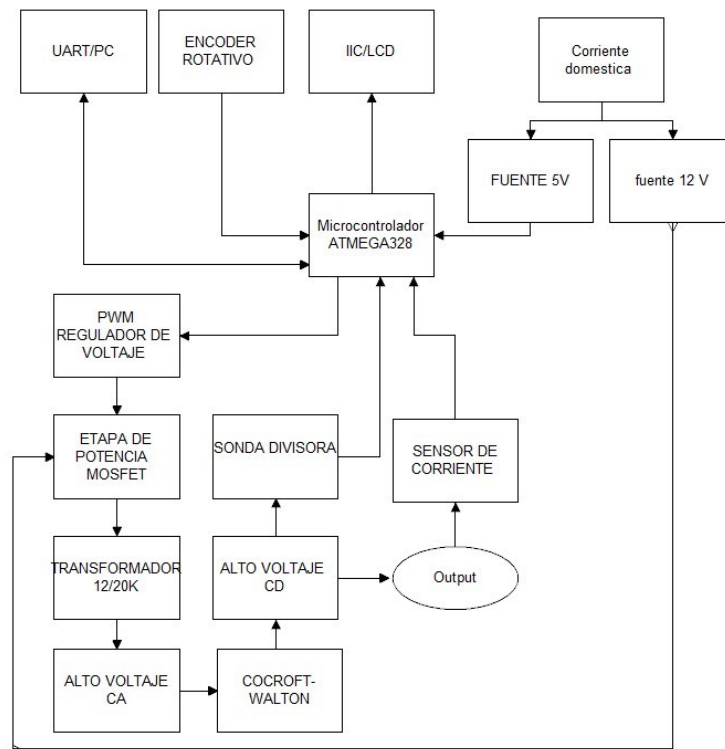 UART/PC
ENCODER
ROTATIVO
IIC/LCD
Corriente
domestica
FUENTE 5V
fuente 12 V
Microcontrolador
ATMEGA328
PWM
REGULADOR DE
VOLTAJE
ETAPA DE
POTENCIA
MOSFET
SONDA DIVISORA
SENSOR DE
CORRIENTE
TRANSFORMADOR
12/20K
ALTO VOLTAJE
CD
Output
ALTO VOLTAJE
CA
COCROFT-
WALTON